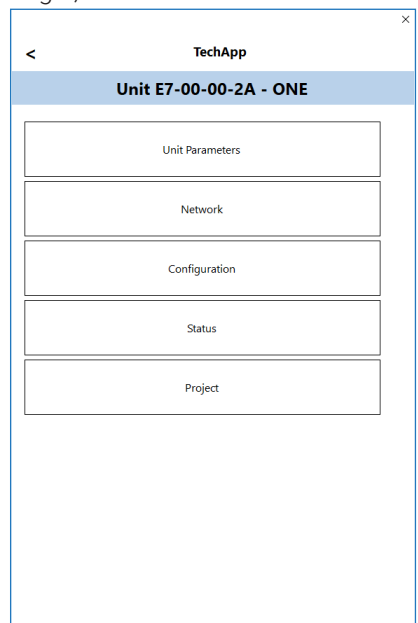 ×
< TechApp
Unit E7-00-00-2A - ONE
Unit Parameters
Network
Configuration
Status
Project